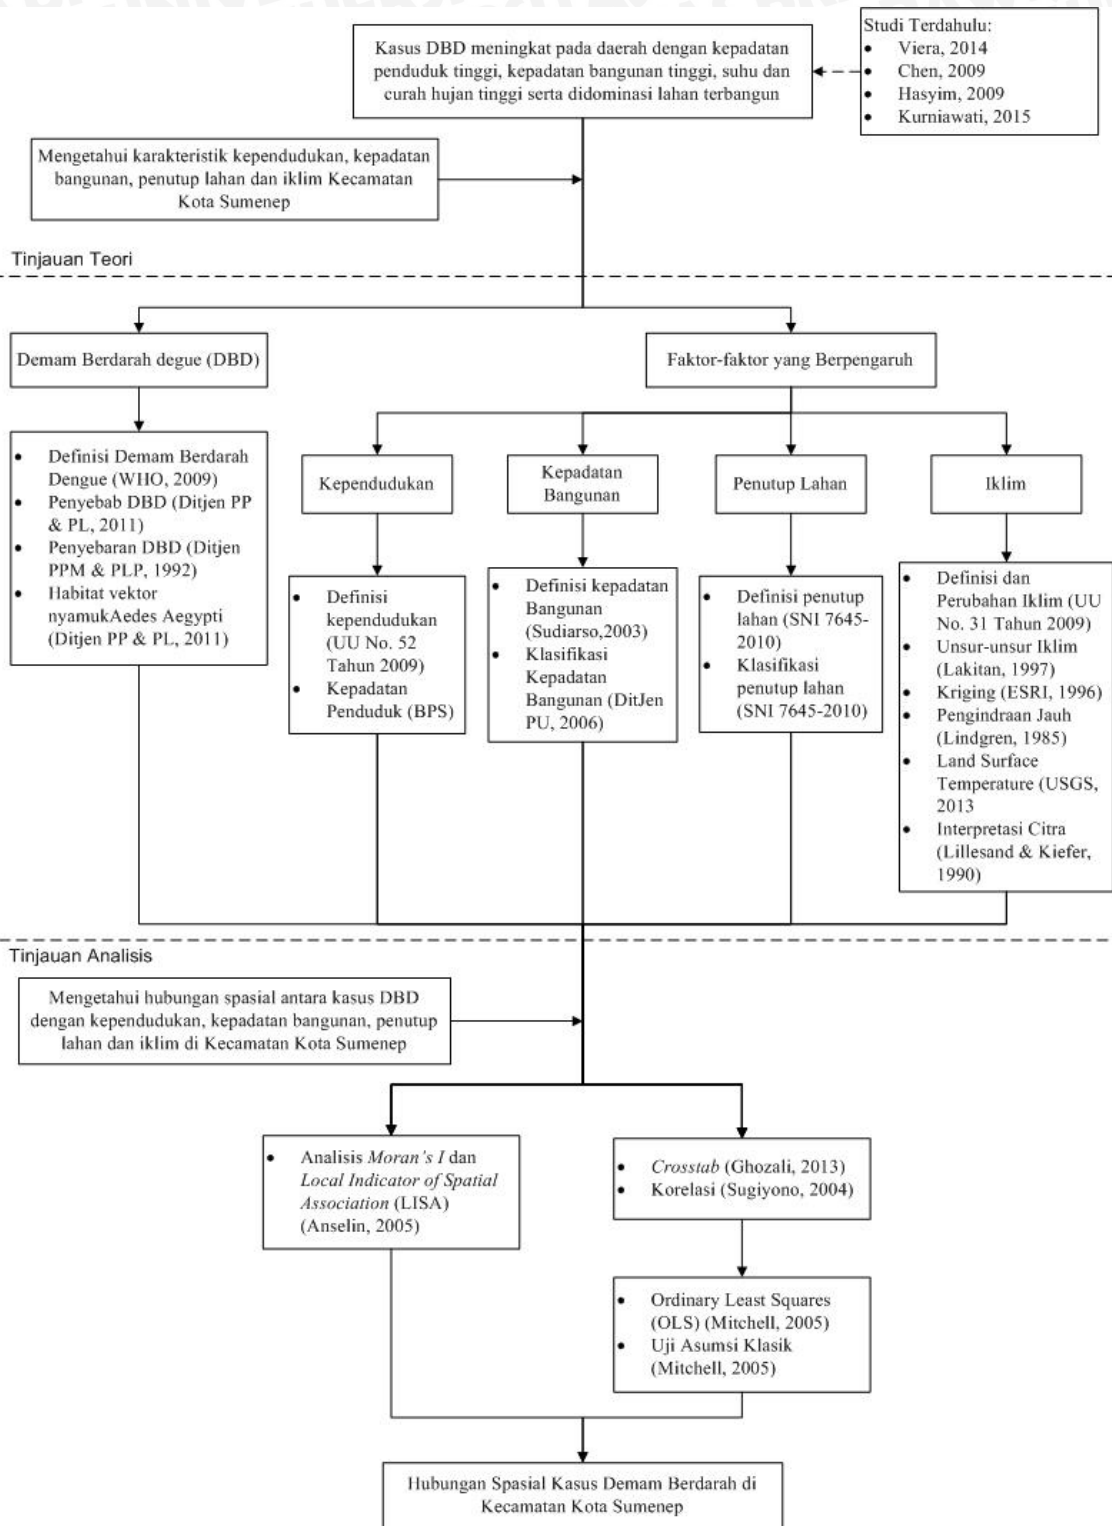 Studi Terdahulu:
• Viera, 2014
• Chen, 2009
• Hasyim, 2009
• Kurniawati, 2015
Kasus DBD meningkat pada daerah dengan kepadatan
penduduk tinggi, kepadatan bangunan tinggi, suhu dan
curah hujan tinggi serta didominasi lahan terbangun
Mengetahui karakteristik kependudukan, kepadatan
bangunan, penutup lahan dan iklim Kecamatan
Kota Sumenep
Tinjauan Teori
Demam Berdarah degue (DBD)
Faktor-faktor yang Berpengaruh
• Definisi Demam Berdarah
Dengue (WHO, 2009)
• Penyebab DBD (Ditjen PP
& PL, 2011)
• Penyebaran DBD (Ditjen
PPM & PLP, 1992)
• Habitat vektor
nyamukAedes Aegypti
(Ditjen PP & PL, 2011)
Kependudukan
Kepadatan
Bangunan
Penutup Lahan
Iklim
• Definisi
kependudukan
(UU No. 52
Tahun 2009)
• Kepadatan
Penduduk (BPS)
• Definisi kepadatan
Bangunan
(Sudiarso,2003)
• Klasifikasi
Kepadatan
Bangunan (DitJen
PU, 2006)
• Definisi penutup
lahan (SNI 7645-
2010)
• Klasifikasi
penutup lahan
(SNI 7645-2010)
• Definisi dan
Perubahan Iklim (UU
No. 31 Tahun 2009)
• Unsur-unsur Iklim
(Lakitan, 1997)
• Kriging (ESRI, 1996)
• Pengindraan Jauh
(Lindgren, 1985)
• Land Surface
Temperature (USGS,
2013
• Interpretasi Citra
(Lillesand & Kiefer,
1990)
Tinjauan Analisis
Mengetahui hubungan spasial antara kasus DBD
dengan kependudukan, kepadatan bangunan, penutup
lahan dan iklim di Kecamatan Kota Sumenep
• Analisis Moran's I dan
Local Indicator of Spatial
Association (LISA)
(Anselin, 2005)
• Crosstab (Ghozali, 2013)
• Korelasi (Sugiyono, 2004)
• Ordinary Least Squares
(OLS) (Mitchell, 2005)
• Uji Asumsi Klasik
(Mitchell, 2005)
Hubungan Spasial Kasus Demam Berdarah di
Kecamatan Kota Sumenep